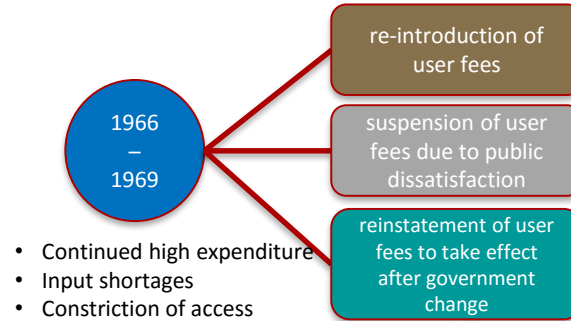 1966
–
1969
re-introduction of
user fees
suspension of user
fees due to public
dissatisfaction
reinstatement of user
fees to take effect
after government
change
• Continued high expenditure
• Input shortages
• Constriction of access